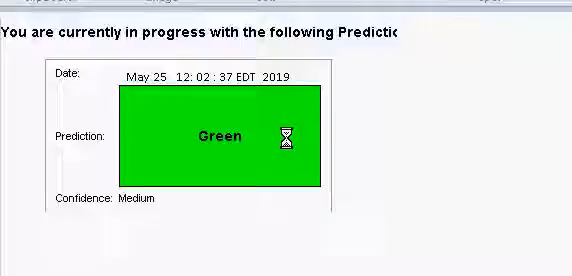 You are currently in progress with the following Predictic
Date: May 25 12: 02 : 37 EDT 2019
Prediction: Green
Confidence: Medium